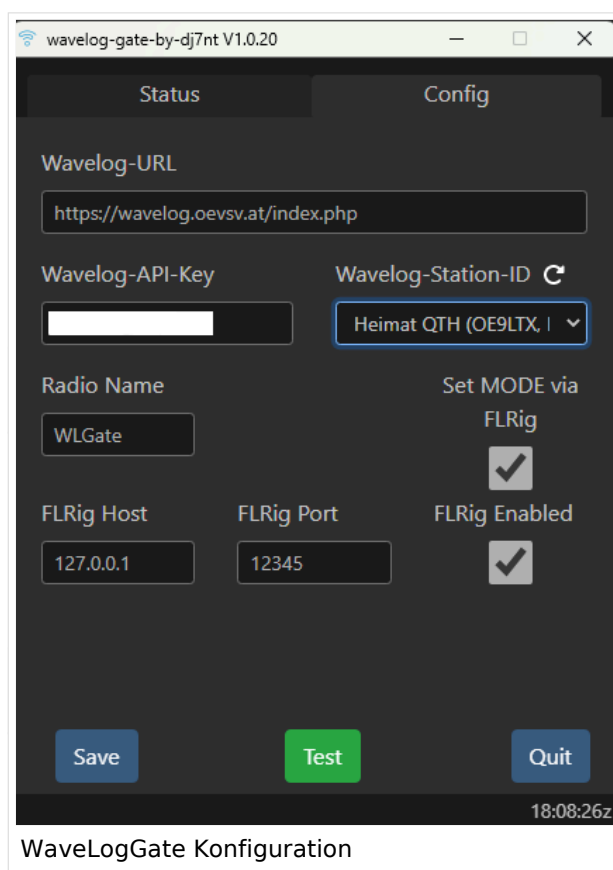 wavelog-gate-by-dj7nt V1.0.20
Status Config
Wavelog-URL
https://wavelog.oevsv.at/index.php
Wavelog-API-Key Wavelog-Station-ID
Heimat QTH (OE9LTX,
Radio Name Set MODE via
FLRig
WLGate
FLRig Host FLRig Port FLRig Enabled
127.0.0.1 12345
Save Test Quit
18:08:26z
WaveLogGate Konfiguration